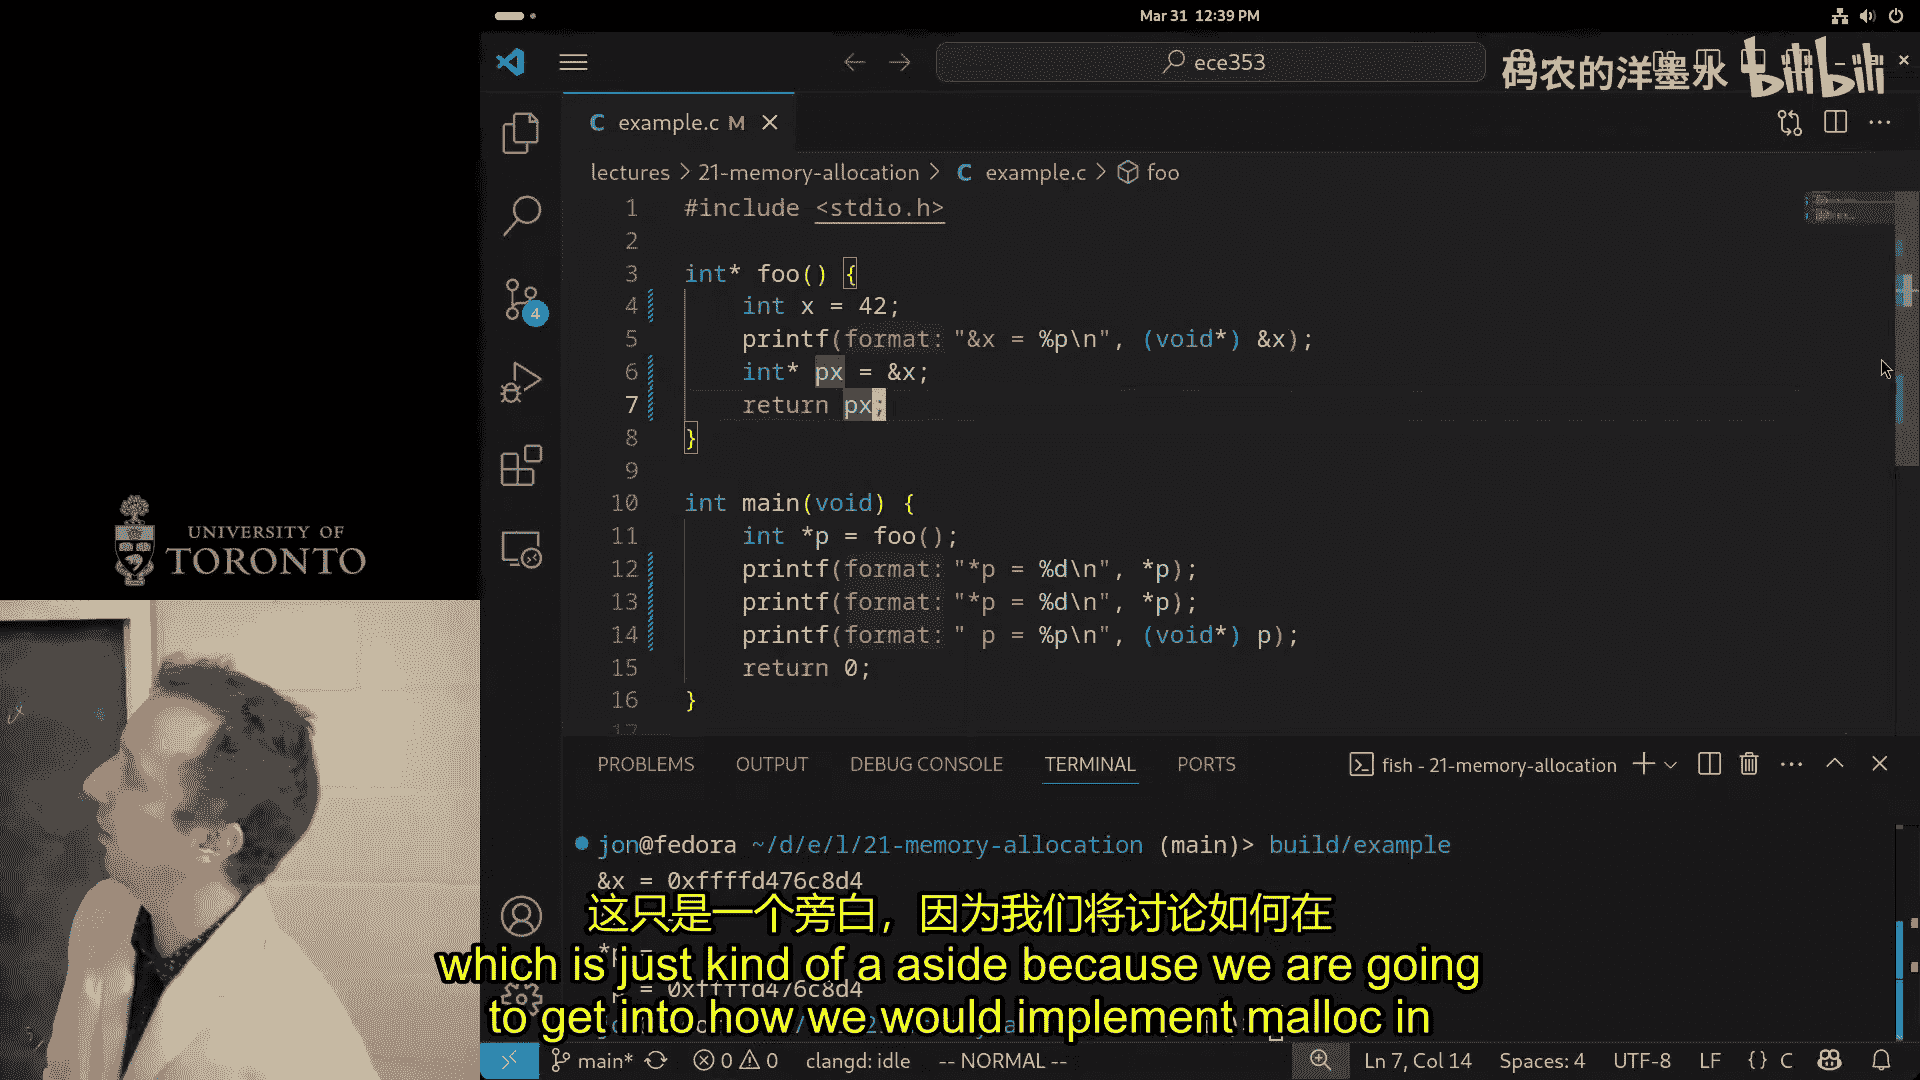 Mar 31 12:39 PM
ece353
码农的洋墨水 bilibili
C example.c M
lectures > 21-memory-allocation > C example.c > foo
1 #include <stdio.h>
2
3 int* foo() {
4 int x = 42;
5 printf(format: "&x = %p\n", (void*) &x);
6 int* px = &x;
7 return px;
8 }
9
10 int main(void) {
11 int *p = foo();
12 printf(format: "*p = %d\n", *p);
13 printf(format: "*p = %d\n", *p);
14 printf(format: " p = %p\n", (void*) p);
15 return 0;
16 }
17
4
UNIVERSITY OF
TORONTO
PROBLEMS OUTPUT DEBUG CONSOLE TERMINAL PORTS fish - 21-memory-allocation
jon@fedora ~/d/e/l/21-memory-allocation (main)> build/example
&x = 0xffffd476c8d4
这只是一个旁白，因为我们将讨论如何在
which is just kind of a aside because we are going
= 0xffffd476c8d4
to get into how we would implement malloc in
main* 0 0 clangd: idle -- NORMAL -- Ln 7, Col 14 Spaces: 4 UTF-8 LF {} C